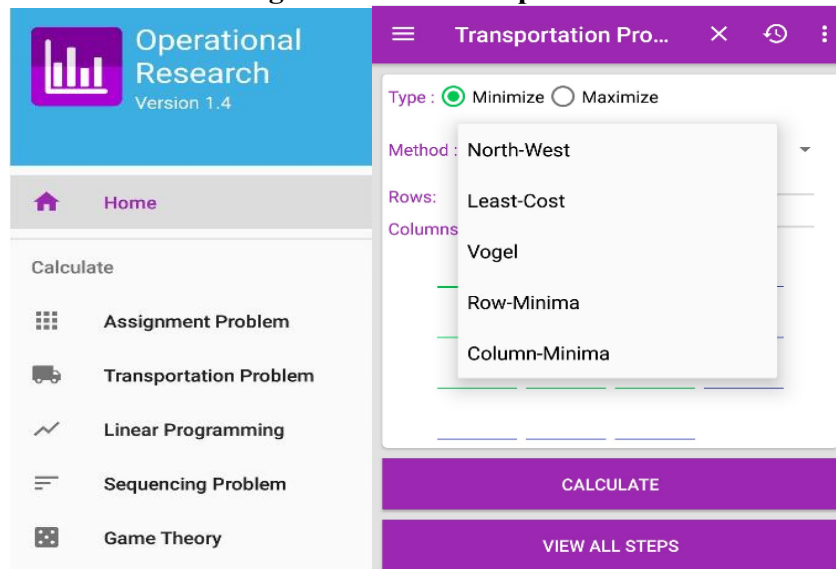 Operational
Research
Version 1.4
Home
Calculate
Assignment Problem
Transportation Problem
Linear Programming
Sequencing Problem
Game Theory
Transportation Pro...
Type : Minimize Maximize
Method :
North-West
Rows:
Least-Cost
Columns
Vogel
Row-Minima
Column-Minima
CALCULATE
VIEW ALL STEPS